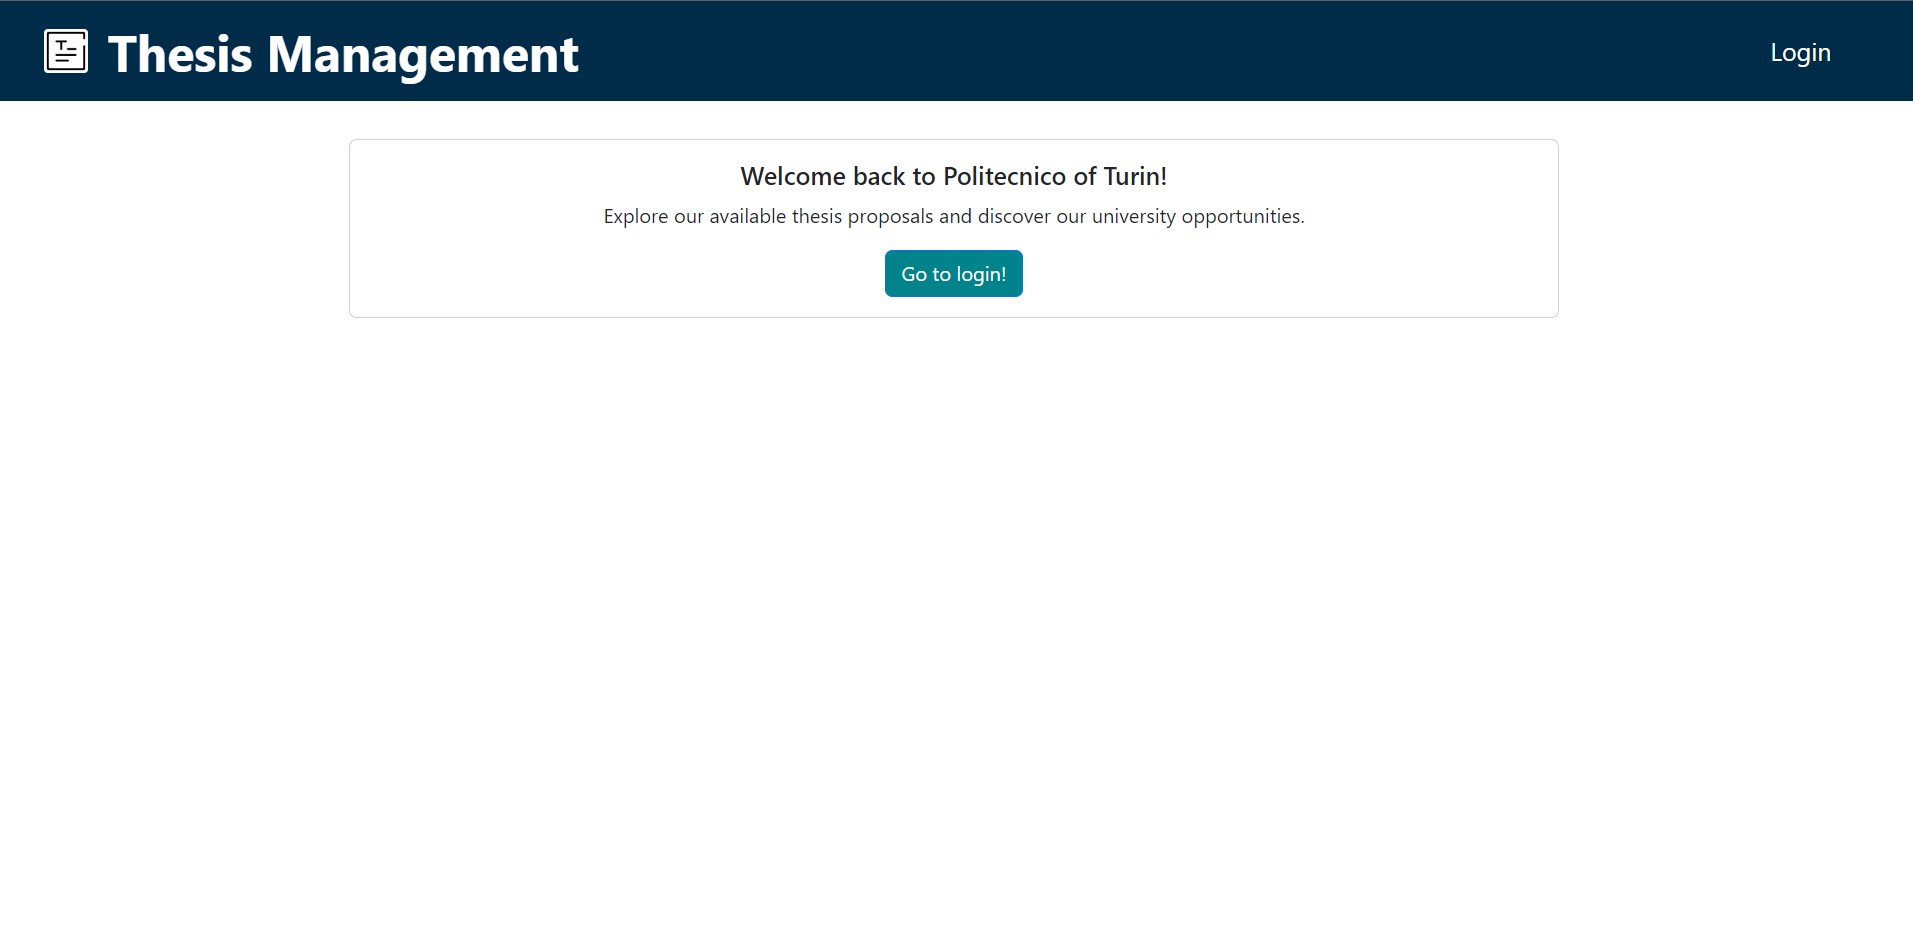 Thesis Management
Login
Welcome back to Politecnico of Turin!
Explore our available thesis proposals and discover our university opportunities.
Go to login!